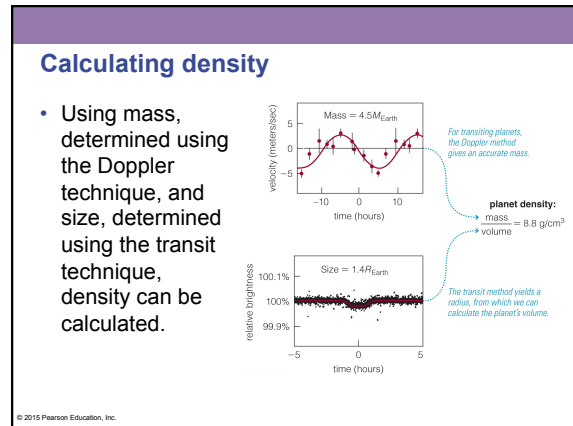 Calculating density
• Using mass,
determined using
the Doppler
technique, and
size, determined
using the transit
technique,
density can be
calculated.
Mass = 4.5M_Earth
velocity (meters/sec)
5
0
−5
−10
0
10
time (hours)
For transiting planets,
the Doppler method
gives an accurate mass.
planet density:
mass
volume
= 8.8 g/cm³
Size = 1.4R_Earth
relative brightness
100.1%
100%
99.9%
−5
0
5
time (hours)
The transit method yields a
radius, from which we can
calculate the planet's volume.
© 2015 Pearson Education, Inc.